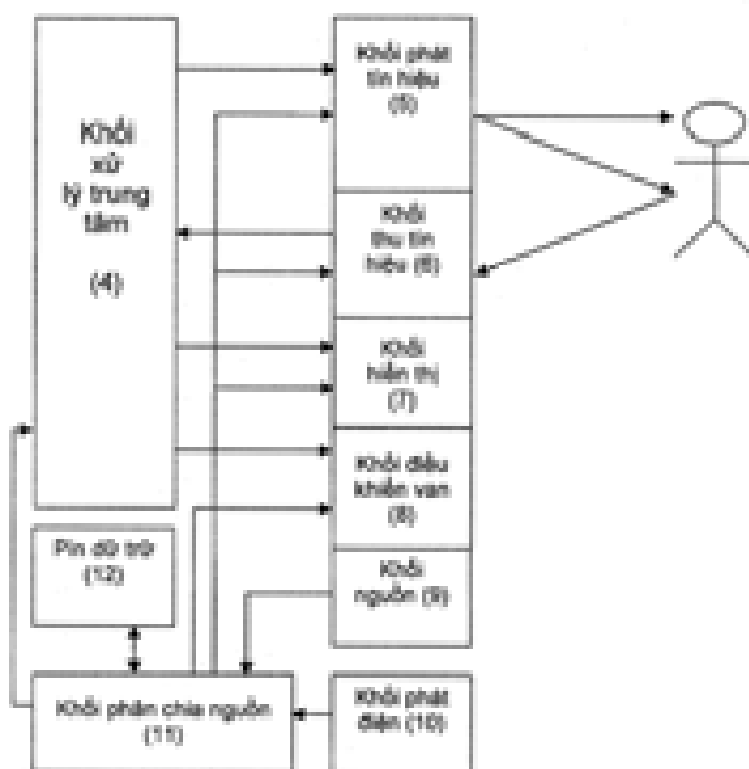 Khối
xử
lý trung
tâm
(4)
Khối phát
tín hiệu
(5)
Khối
thu tín
hiệu (6)
Khối
hiển thị
(7)
Khối điều
khiển van
(8)
Khối
nguồn (9)
Pin dữ trữ
(12)
Khối phân chia nguồn
(11)
Khối phát
điện (10)